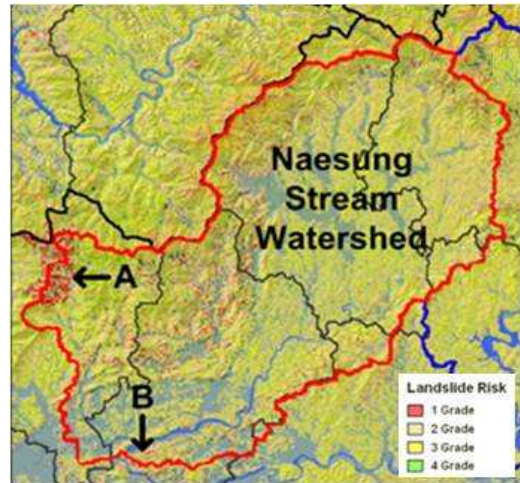 Naesung
Stream
Watershed
A
B
Landslide Risk
1 Grade
2 Grade
3 Grade
4 Grade